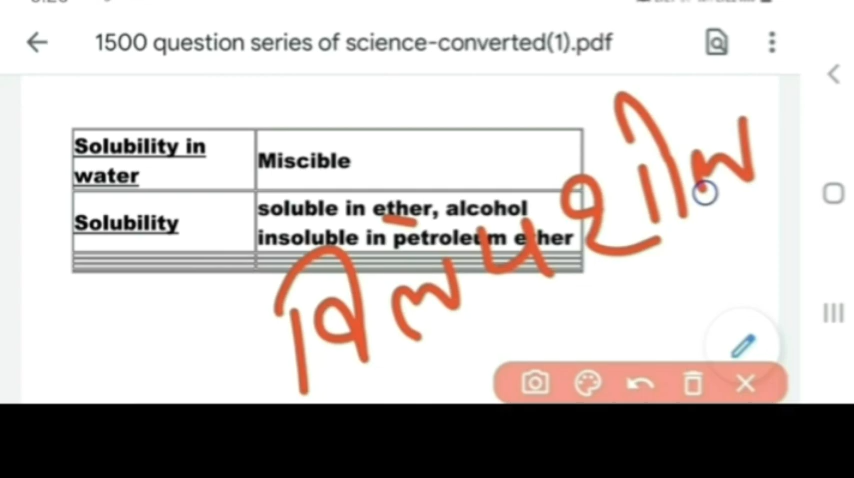 1500 question series of science-converted(1).pdf
Solubility in water
Miscible
Solubility
soluble in ether, alcohol
insoluble in petroleum ether
विलयशील